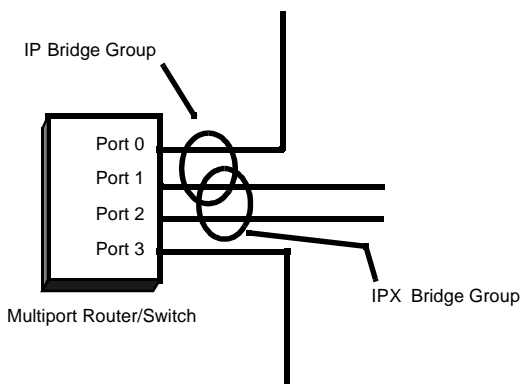 IP Bridge Group
Port 0
Port 1
Port 2
Port 3
IPX Bridge Group
Multiport Router/Switch